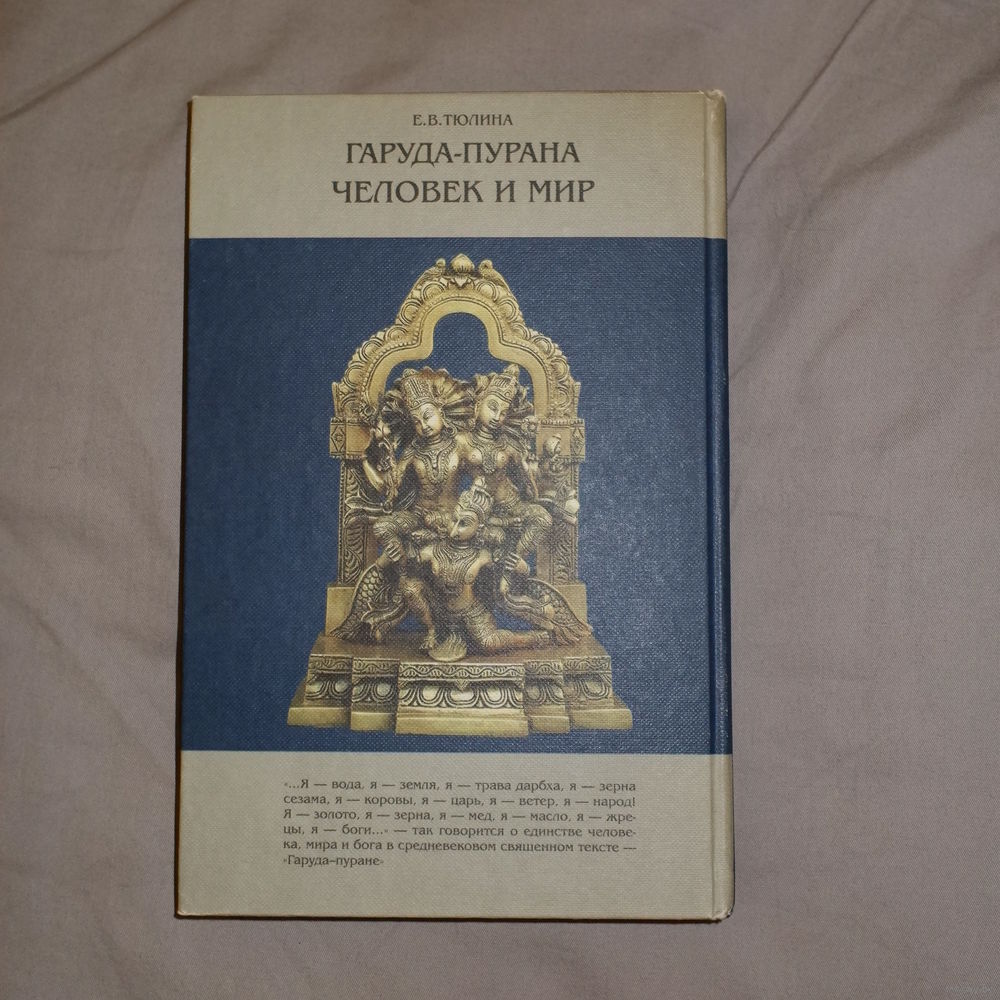 Е.В.ТЮЛИНА
ГАРУДА-ПУРАНА
ЧЕЛОВЕК И МИР
«...Я — вода, я — земля, я — трава дарбха, я — зерна
сезама, я — коровы, я — царь, я — ветер, я — народ!
Я — золото, я — зерна, я — мед, я — масло, я — жре-
цы, я — боги...» — так говорится о единстве челове-
ка, мира и бога в средневековом священном тексте —
«Гаруда–пуране»